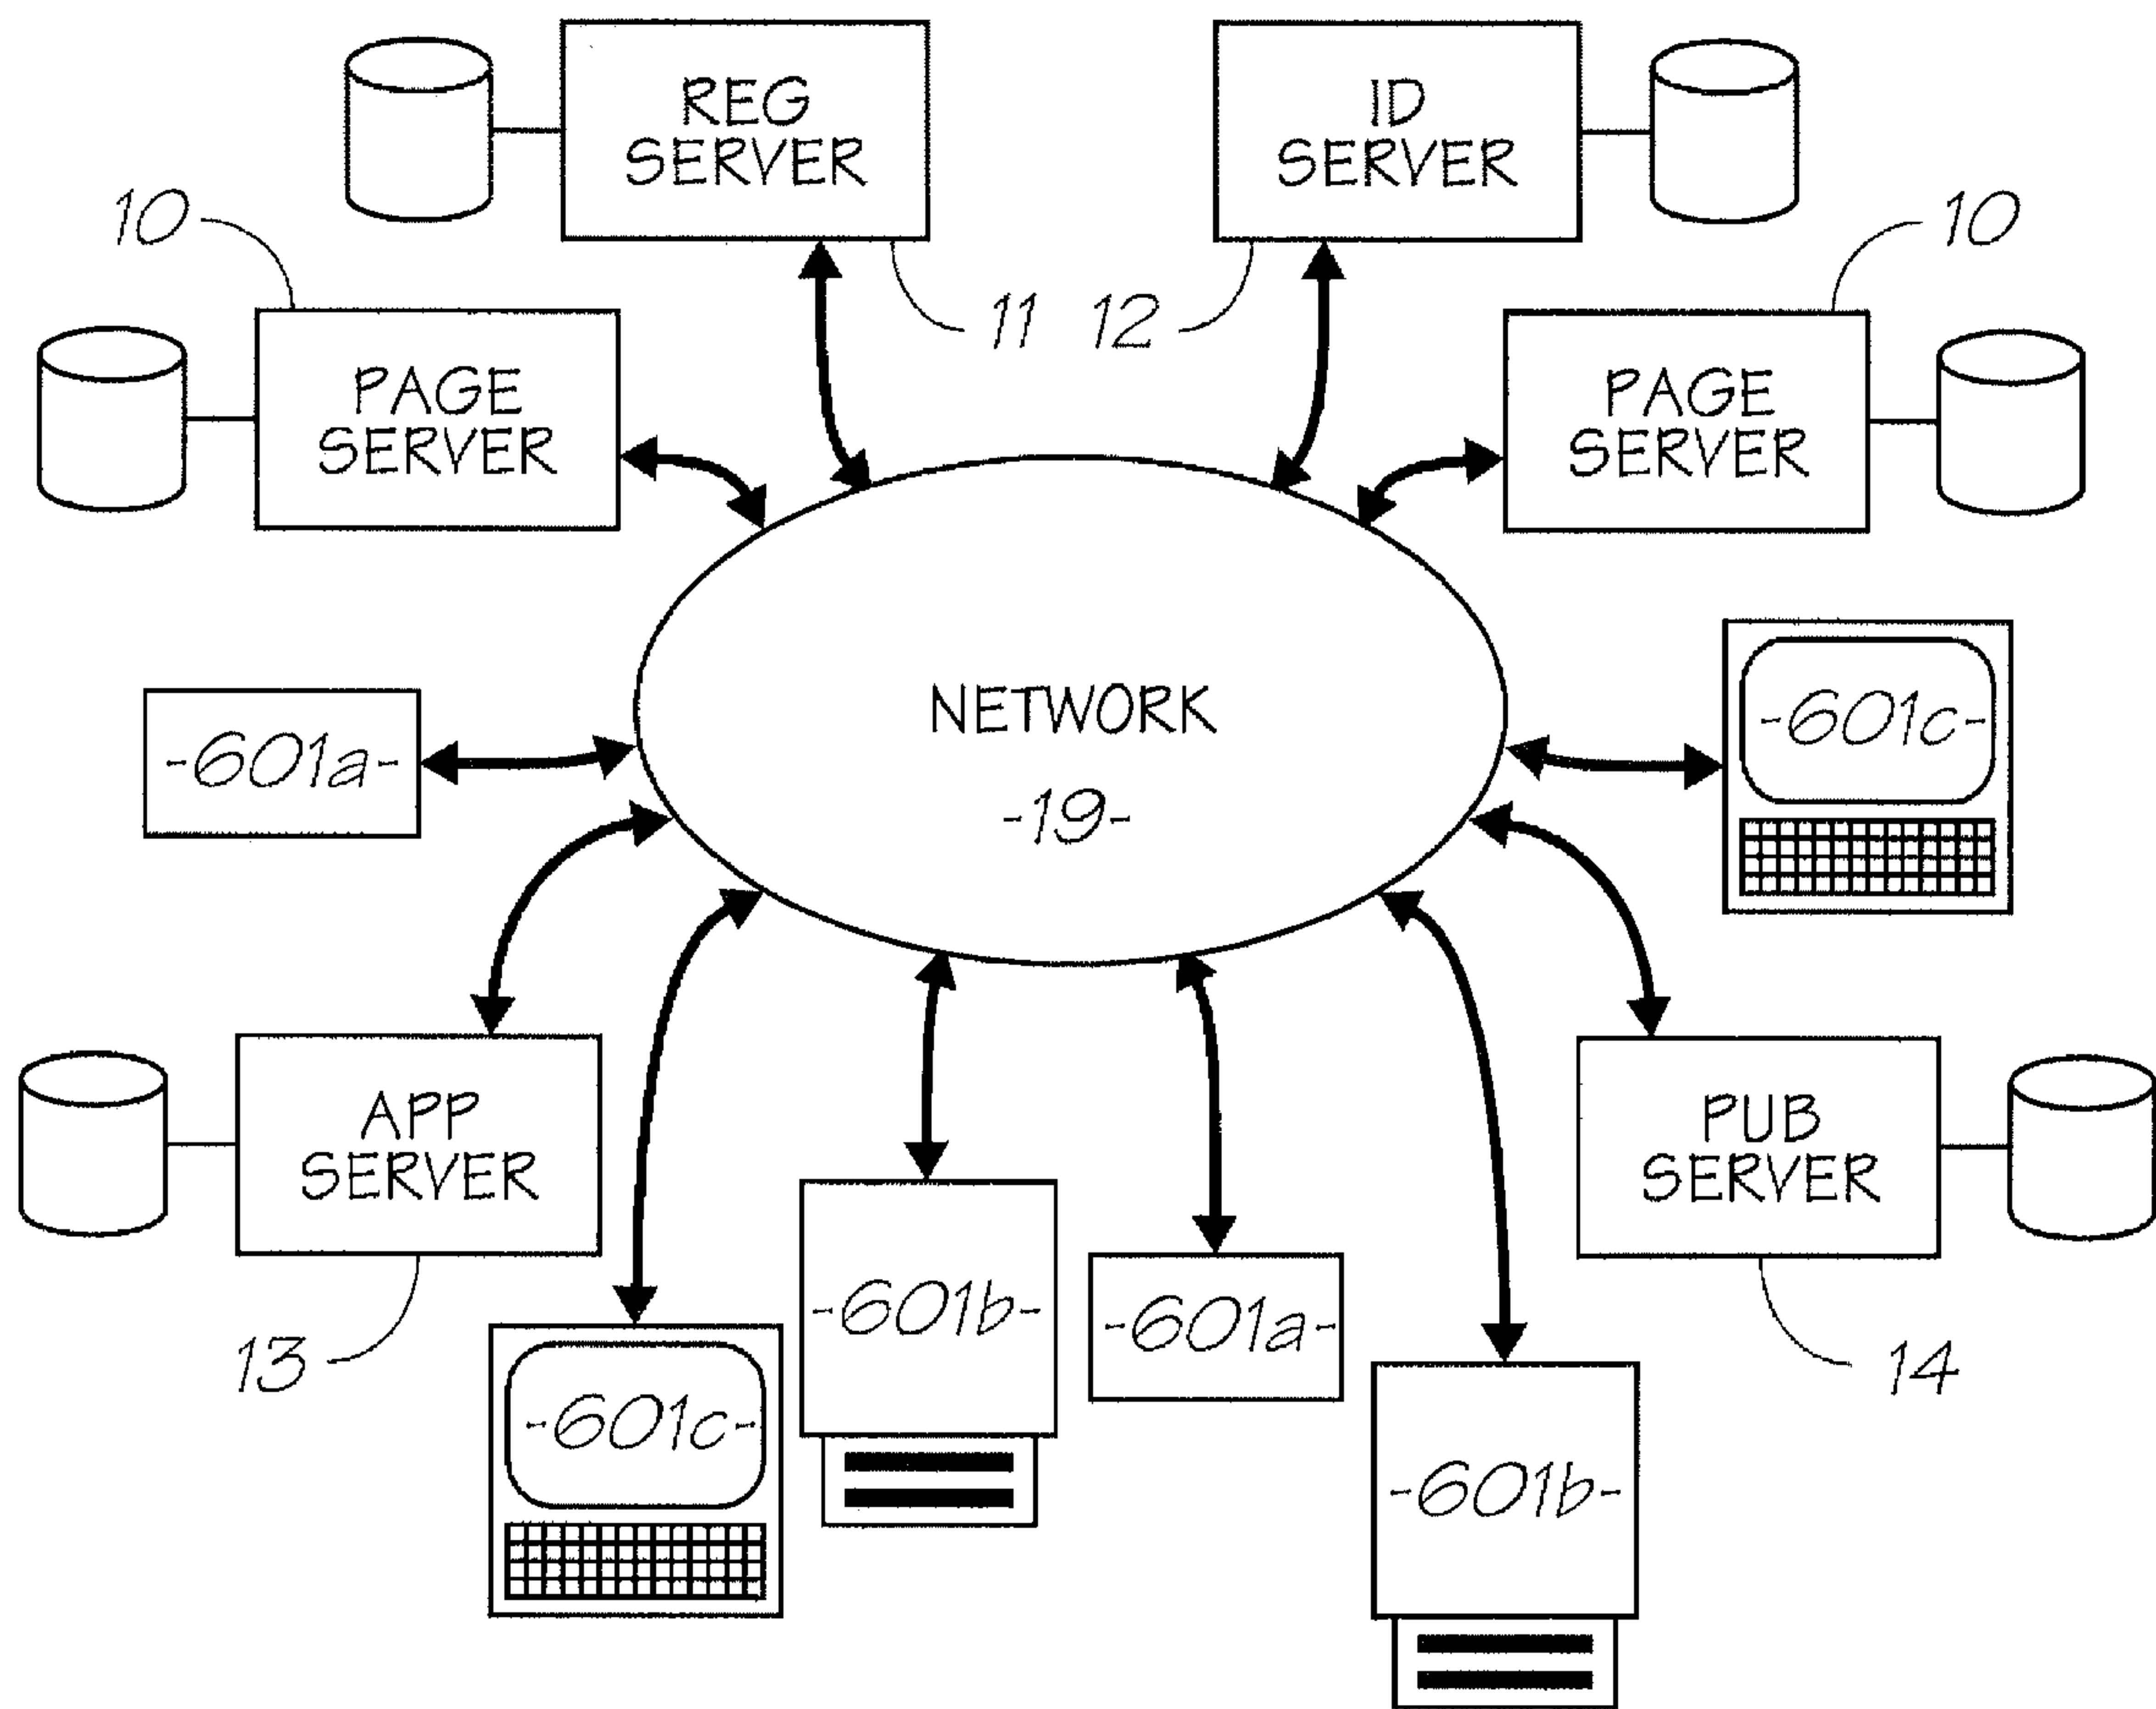 REG
SERVER
ID
SERVER
10
10
11
12
PAGE
SERVER
PAGE
SERVER
NETWORK
-19-
-601a-
-601c-
APP
SERVER
PUB
SERVER
13
14
-601b-
-601a-
-601c-
-601b-